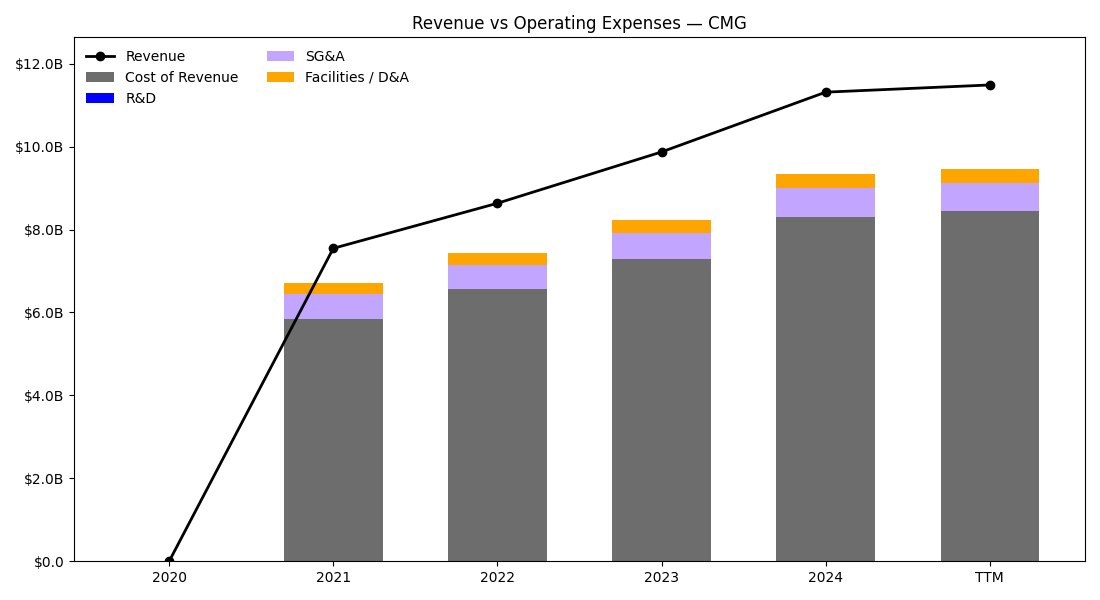 Revenue vs Operating Expenses — CMG
Revenue
Cost of Revenue
R&D
SG&A
Facilities / D&A
$12.0B
$10.0B
$8.0B
$6.0B
$4.0B
$2.0B
$0.0
2020 2021 2022 2023 2024 TTM